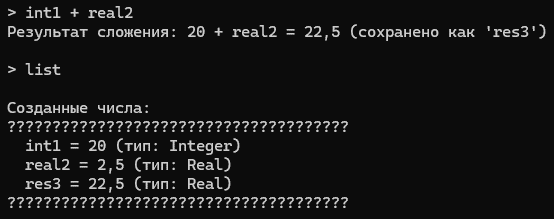 > int1 + real2
Результат сложения: 20 + real2 = 22,5 (сохранено как 'res3')
> list
Созданные числа:
???????????????????????????????????????
int1 = 20 (тип: Integer)
real2 = 2,5 (тип: Real)
res3 = 22,5 (тип: Real)
???????????????????????????????????????